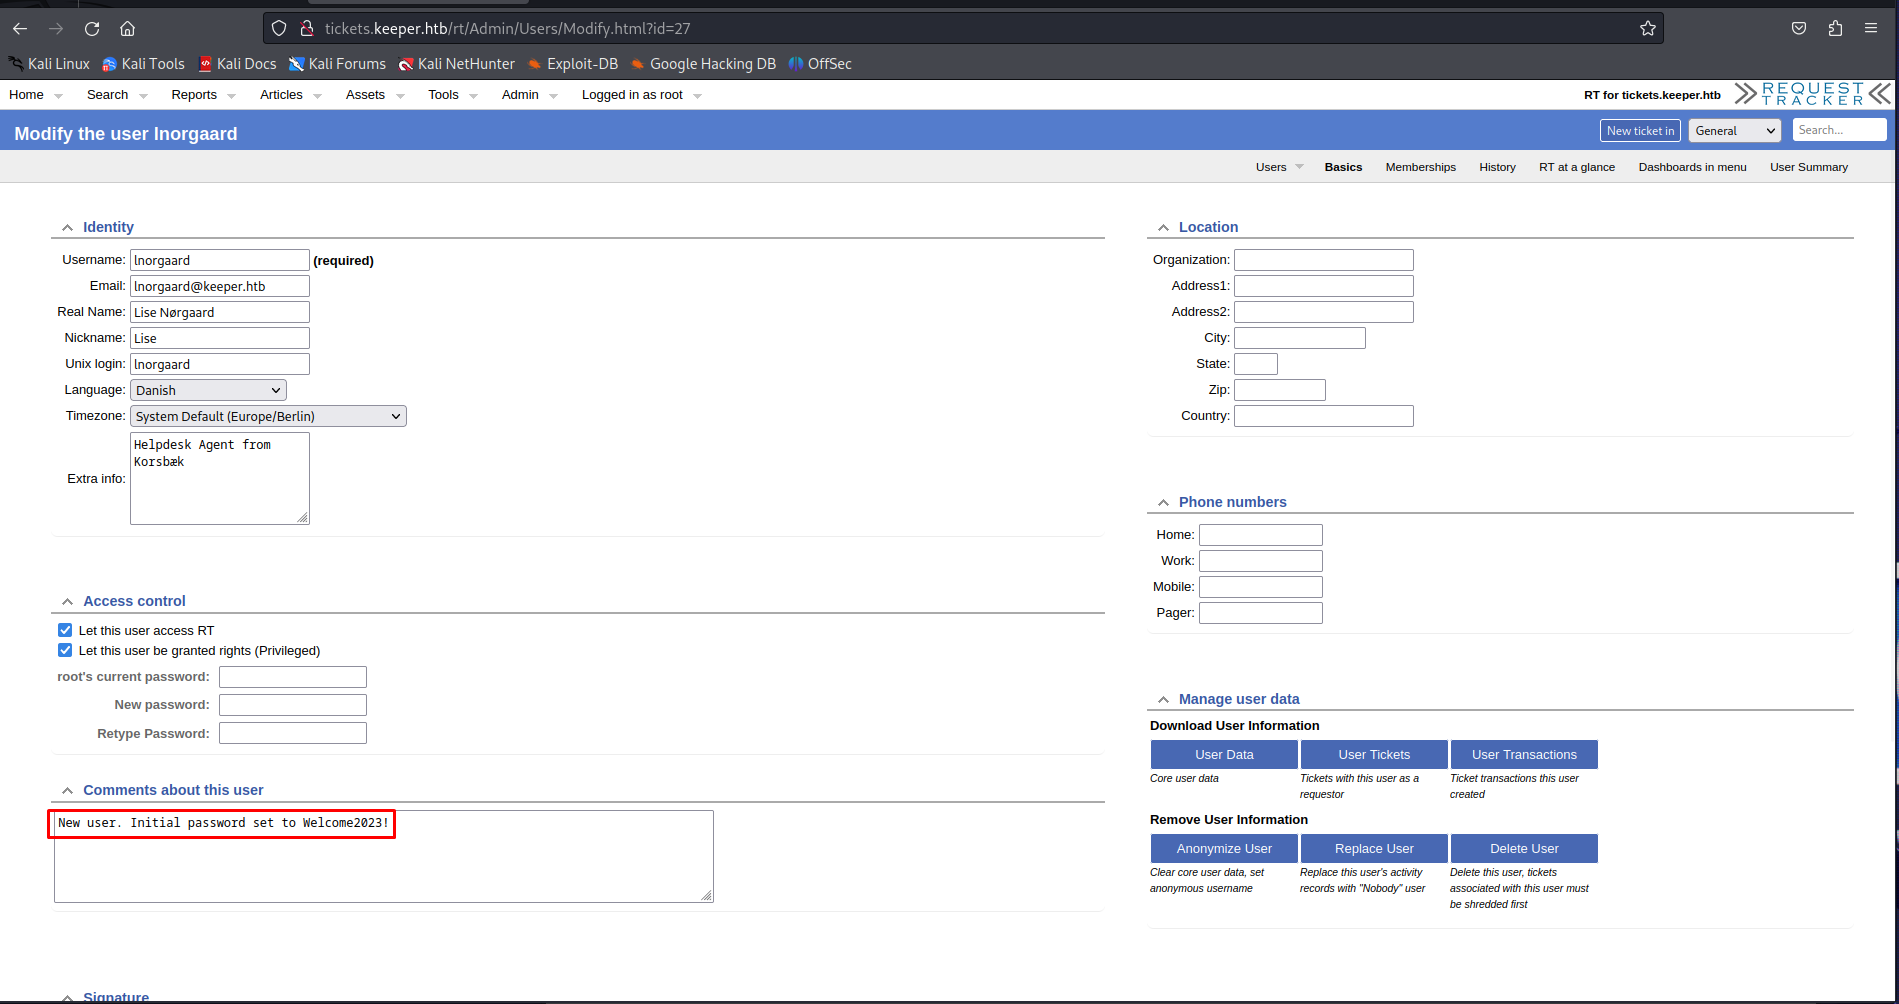 tickets.keeper.htb/rt/Admin/Users/Modify.html?id=27
Kali Linux Kali Tools Kali Docs Kali Forums Kali NetHunter Exploit-DB Google Hacking DB OffSec
Home Search Reports Articles Assets Tools Admin Logged in as root RT for tickets.keeper.htb REQUEST TRACKER
Modify the user lnorgaard New ticket in General Search...
Users Basics Memberships History RT at a glance Dashboards in menu User Summary
Identity
Username: lnorgaard (required)
Email: lnorgaard@keeper.htb
Real Name: Lise Nørgaard
Nickname: Lise
Unix login: lnorgaard
Language: Danish
Timezone: System Default (Europe/Berlin)
Extra info: Helpdesk Agent from
Korsbæk
Access control
Let this user access RT
Let this user be granted rights (Privileged)
root's current password:
New password:
Retype Password:
Comments about this user
New user. Initial password set to Welcome2023!
Signature
Location
Organization:
Address1:
Address2:
City:
State:
Zip:
Country:
Phone numbers
Home:
Work:
Mobile:
Pager:
Manage user data
Download User Information
User Data User Tickets User Transactions
Core user data Tickets with this user as a Ticket transactions this user
requestor created
Remove User Information
Anonymize User Replace User Delete User
Clear core user data, set Replace this user's activity Delete this user, tickets
anonymous username records with "Nobody" user associated with this user must
be shredded first